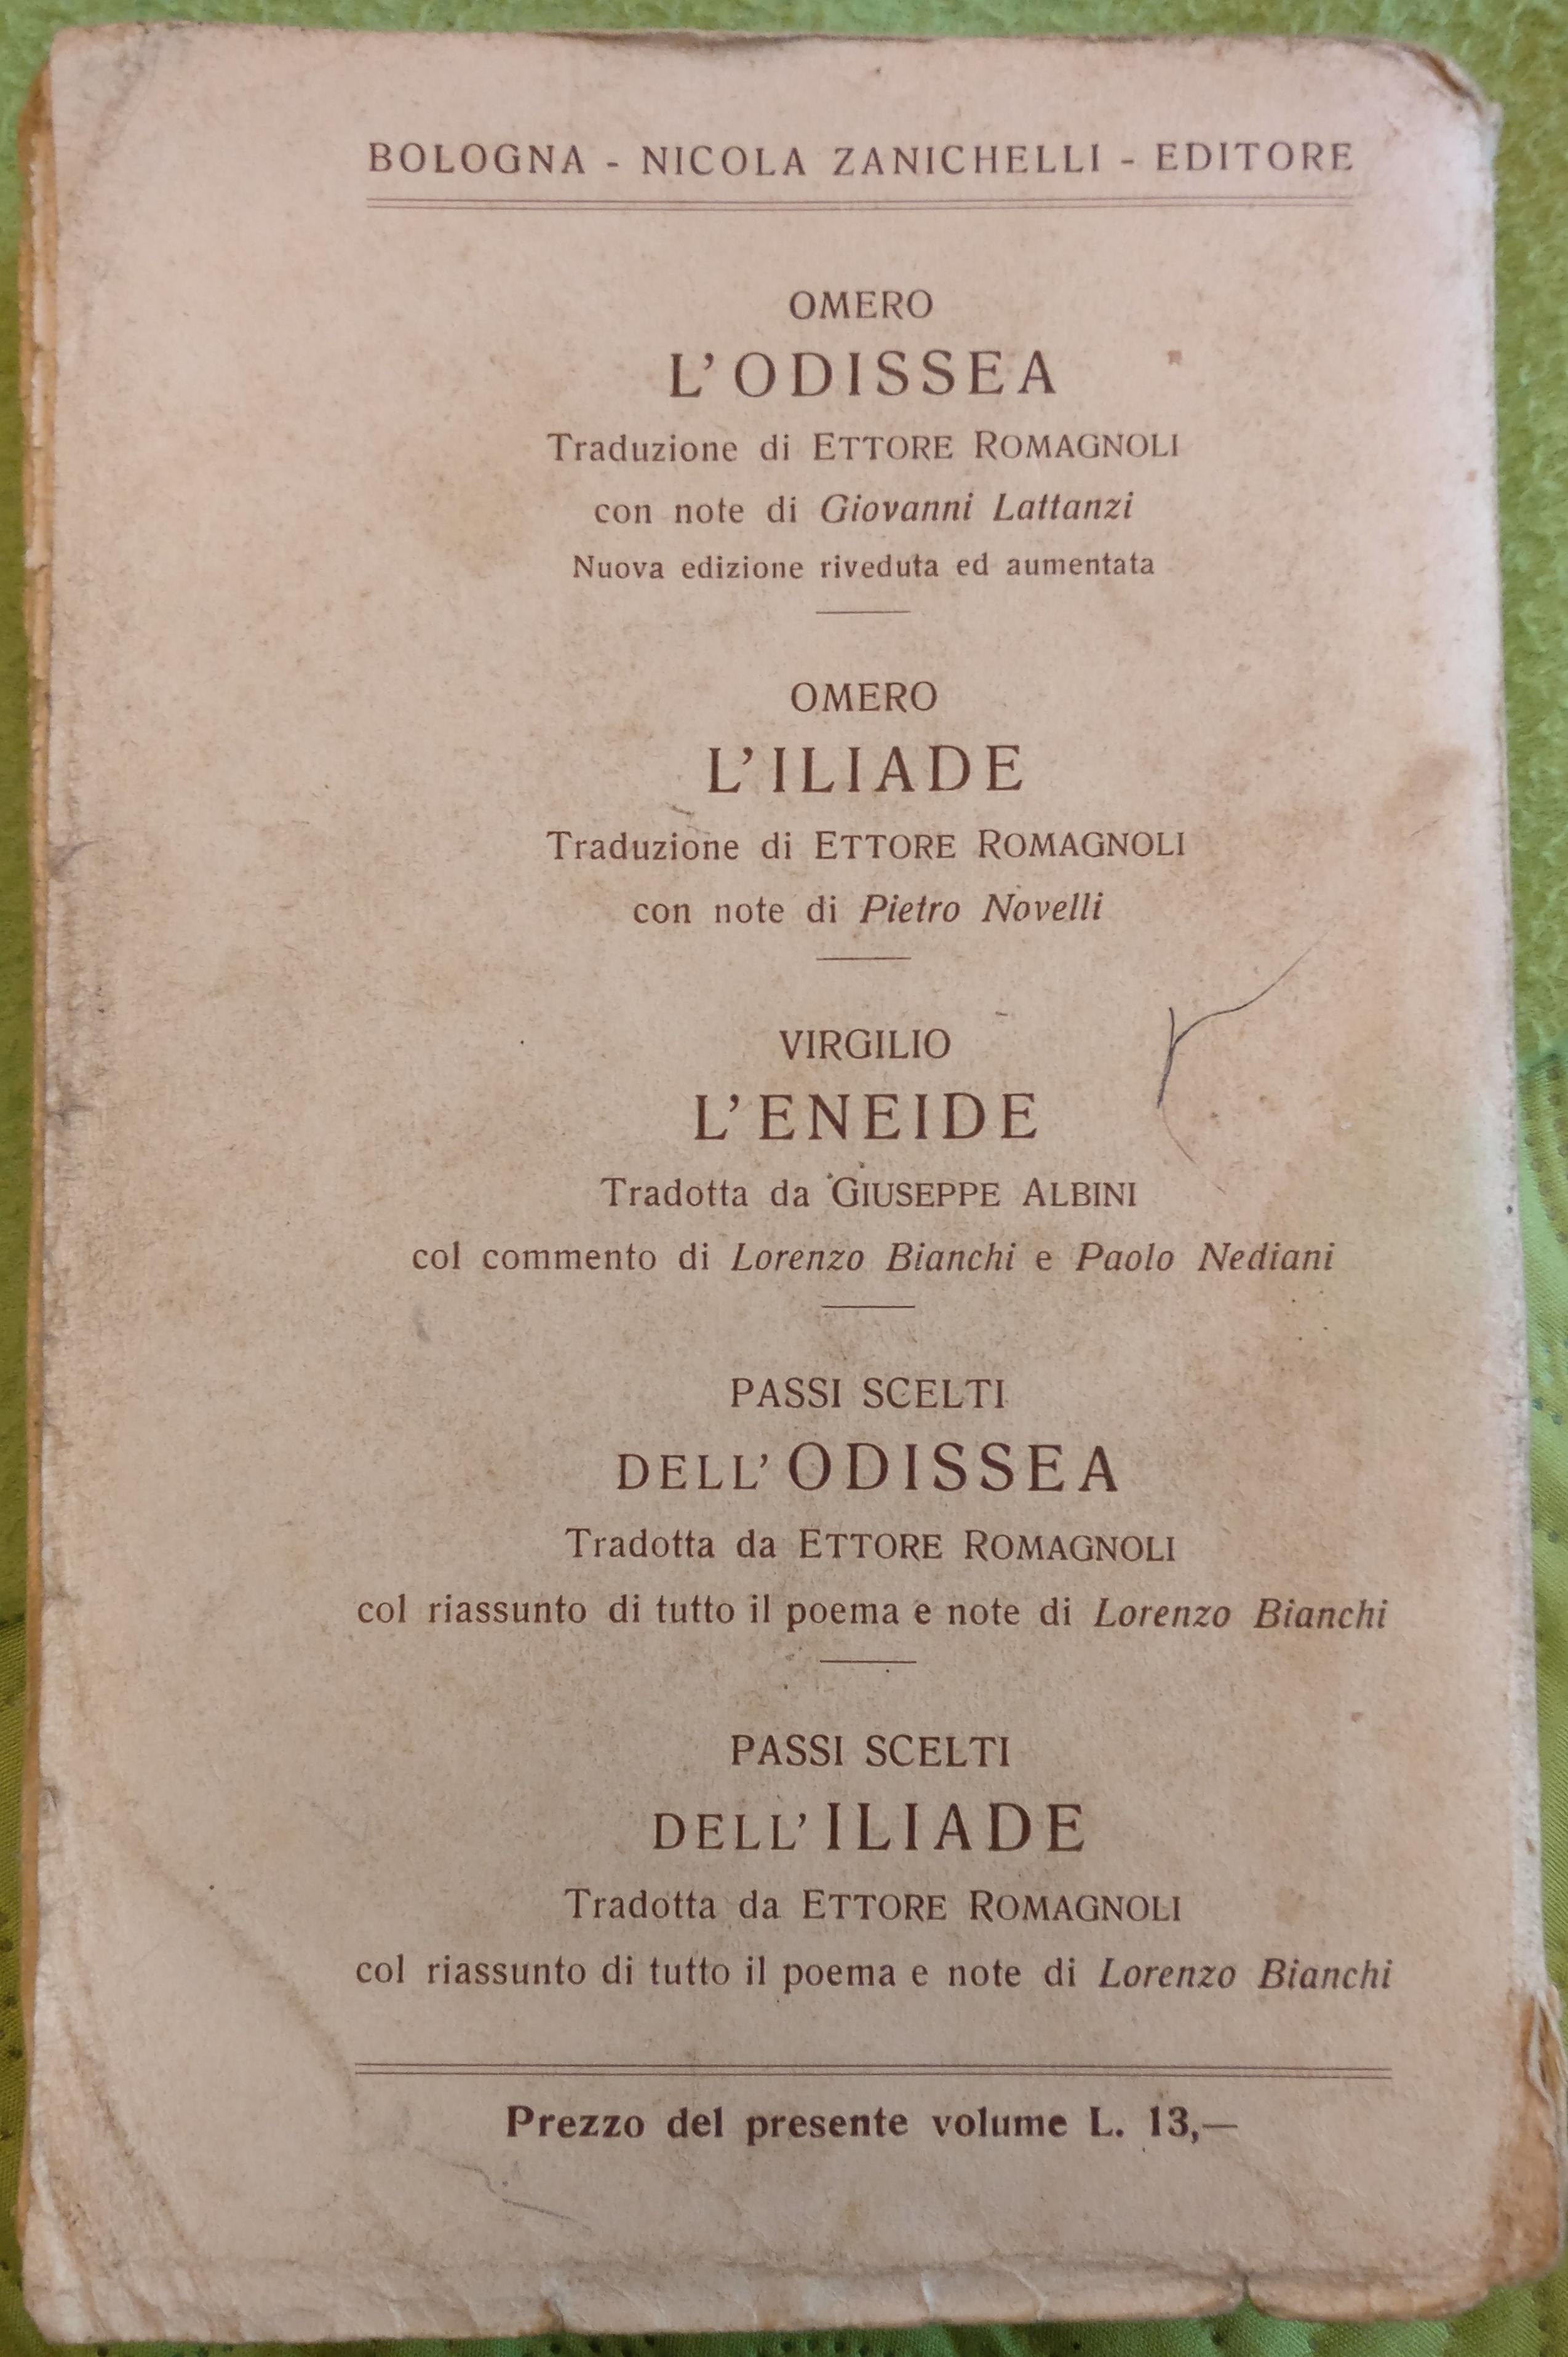 BOLOGNA - NICOLA ZANICHELLI - EDITORE
OMERO
L'ODISSEA
Traduzione di ETTORE ROMAGNOLI
con note di Giovanni Lattanzi
Nuova edizione riveduta ed aumentata
OMERO
L'ILIADE
Traduzione di ETTORE ROMAGNOLI
con note di Pietro Novelli
VIRGILIO
L'ENEIDE
Tradotta da GIUSEPPE ALBINI
col commento di Lorenzo Bianchi e Paolo Nediani
PASSI SCELTI
DELL'ODISSEA
Tradotta da ETTORE ROMAGNOLI
col riassunto di tutto il poema e note di Lorenzo Bianchi
PASSI SCELTI
DELL'ILIADE
Tradotta da ETTORE ROMAGNOLI
col riassunto di tutto il poema e note di Lorenzo Bianchi
Prezzo del presente volume L. 13,—